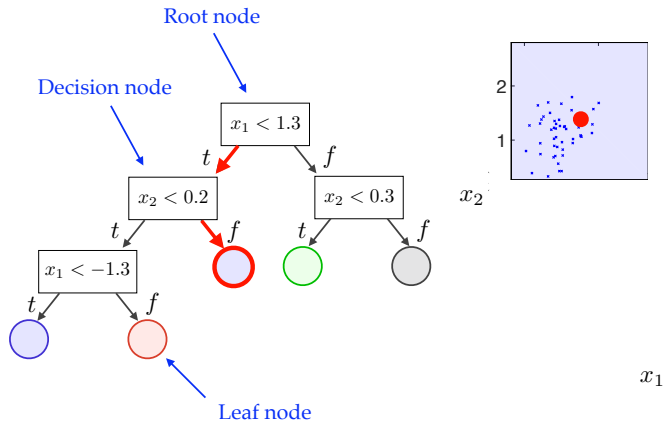 Root node
Decision node
x₁ < 1.3
t
f
x₂ < 0.2
x₂ < 0.3
t
f
t
f
x₁ < −1.3
t
f
Leaf node
2
1
x₂
x₁